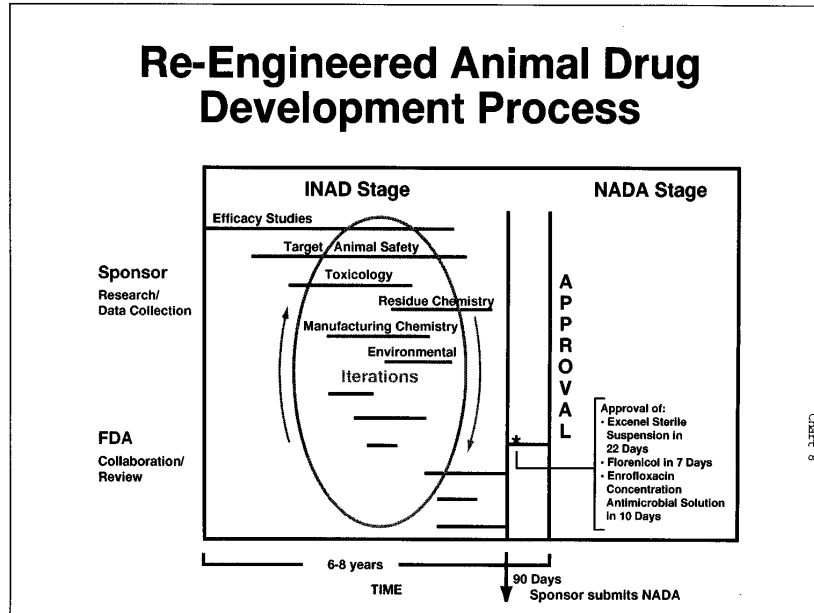 Re-Engineered Animal Drug
Development Process
INAD Stage
NADA Stage
Efficacy Studies
Target Animal Safety
Toxicology
Residue Chemistry
Manufacturing Chemistry
Environmental
Iterations
Sponsor
Research/
Data Collection
FDA
Collaboration/
Review
APPROVAL
*
Approval of:
• Excenel Sterile
Suspension in
22 Days
• Florenicol in 7 Days
• Enrofloxacin
Concentration
Antimicrobial Solution
in 10 Days
6-8 years
TIME
90 Days
Sponsor submits NADA
Chart 8